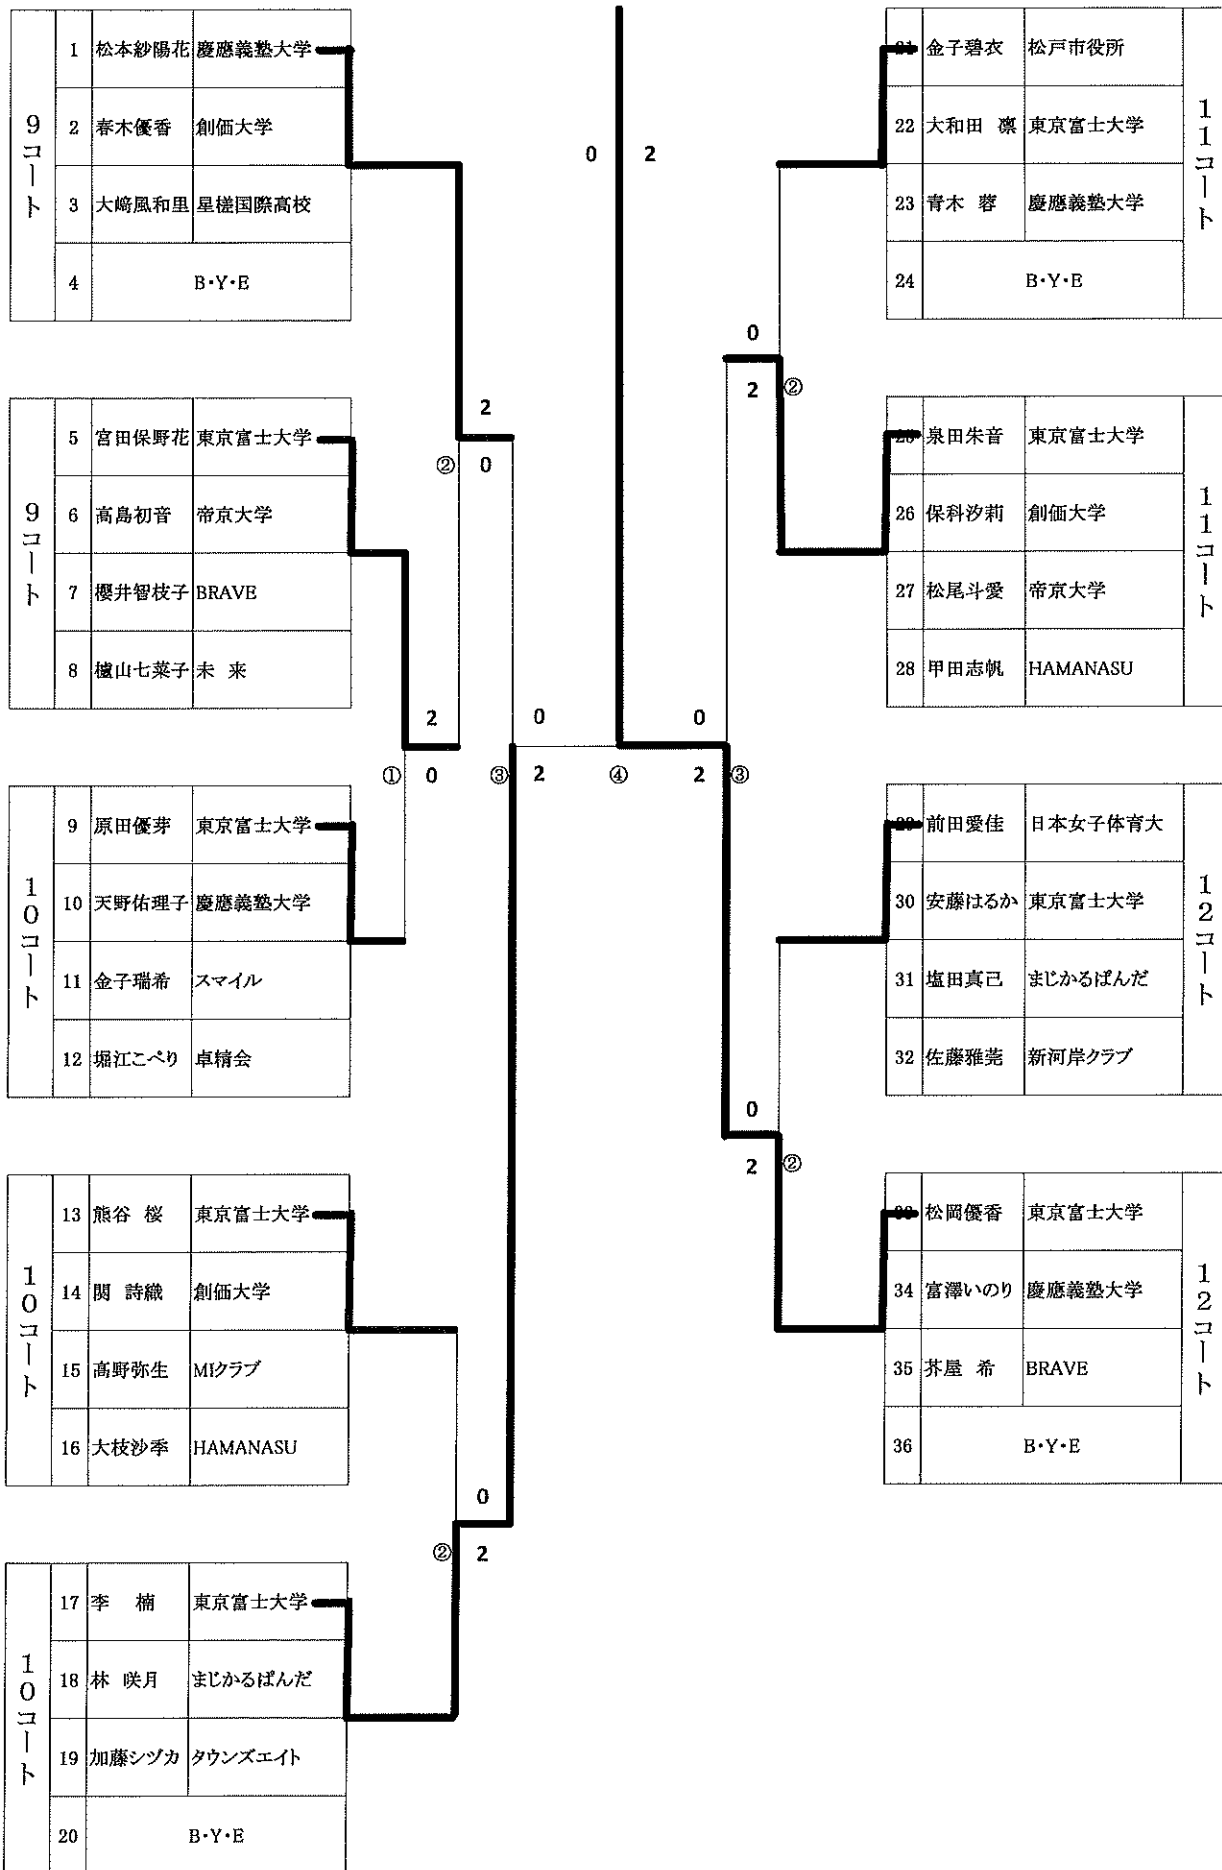 9コート
1 松本紗陽花 慶應義塾大学
2 春木優香 創価大学
3 大﨑風和里 星槎国際高校
4 B・Y・E
9コート
5 宮田保野花 東京富士大学
6 高島初音 帝京大学
7 櫻井智枝子 BRAVE
8 樋山七菜子 未 来
10コート
9 原田優芽 東京富士大学
10 天野佑理子 慶應義塾大学
11 金子瑞希 スマイル
12 堀江こべり 卓精会
10コート
13 熊谷 桜 東京富士大学
14 関 詩織 創価大学
15 高野弥生 MIクラブ
16 大枝沙季 HAMANASU
10コート
17 李 楠 東京富士大学
18 林 咲月 まじかるぱんだ
19 加藤シヅカ タウンズエイト
20 B・Y・E
2
② 0
2
① 0
0
③ 2
0
② 2
0 2
④
0
2 ②
0
2 ③
0
2 ②
11コート
金子碧衣 松戸市役所
22 大和田 凛 東京富士大学
23 青木 蓉 慶應義塾大学
24 B・Y・E
11コート
泉田朱音 東京富士大学
26 保科汐莉 創価大学
27 松尾斗愛 帝京大学
28 甲田志帆 HAMANASU
12コート
前田愛佳 日本女子体育大
30 安藤はるか 東京富士大学
31 塩田真己 まじかるぱんだ
32 佐藤雅莞 新河岸クラブ
12コート
松岡優香 東京富士大学
34 富澤いのり 慶應義塾大学
35 芥屋 希 BRAVE
36 B・Y・E